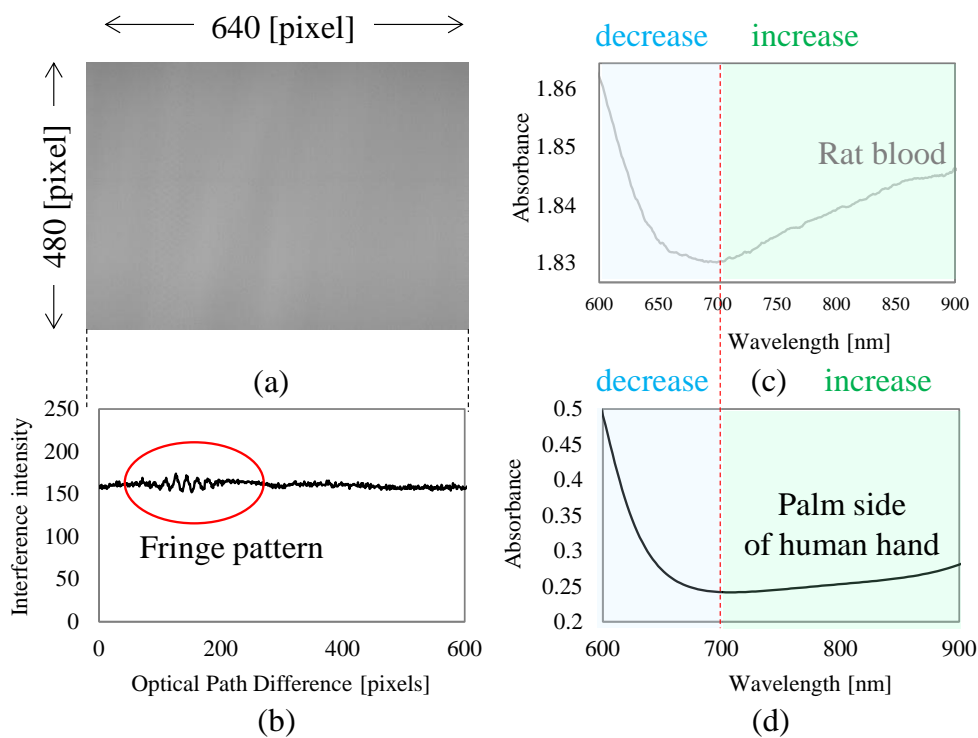 640 [pixel]
480 [pixel]
(a)
250
200
150
100
50
0
Interference intensity
Fringe pattern
0
200
400
600
Optical Path Difference [pixels]
(b)
decrease
increase
1.86
1.85
1.84
1.83
Absorbance
Rat blood
600
650
700
750
800
850
900
Wavelength [nm]
(c)
decrease
increase
0.5
0.45
0.4
0.35
0.3
0.25
0.2
Absorbance
Palm side
of human hand
600
700
800
900
Wavelength [nm]
(d)